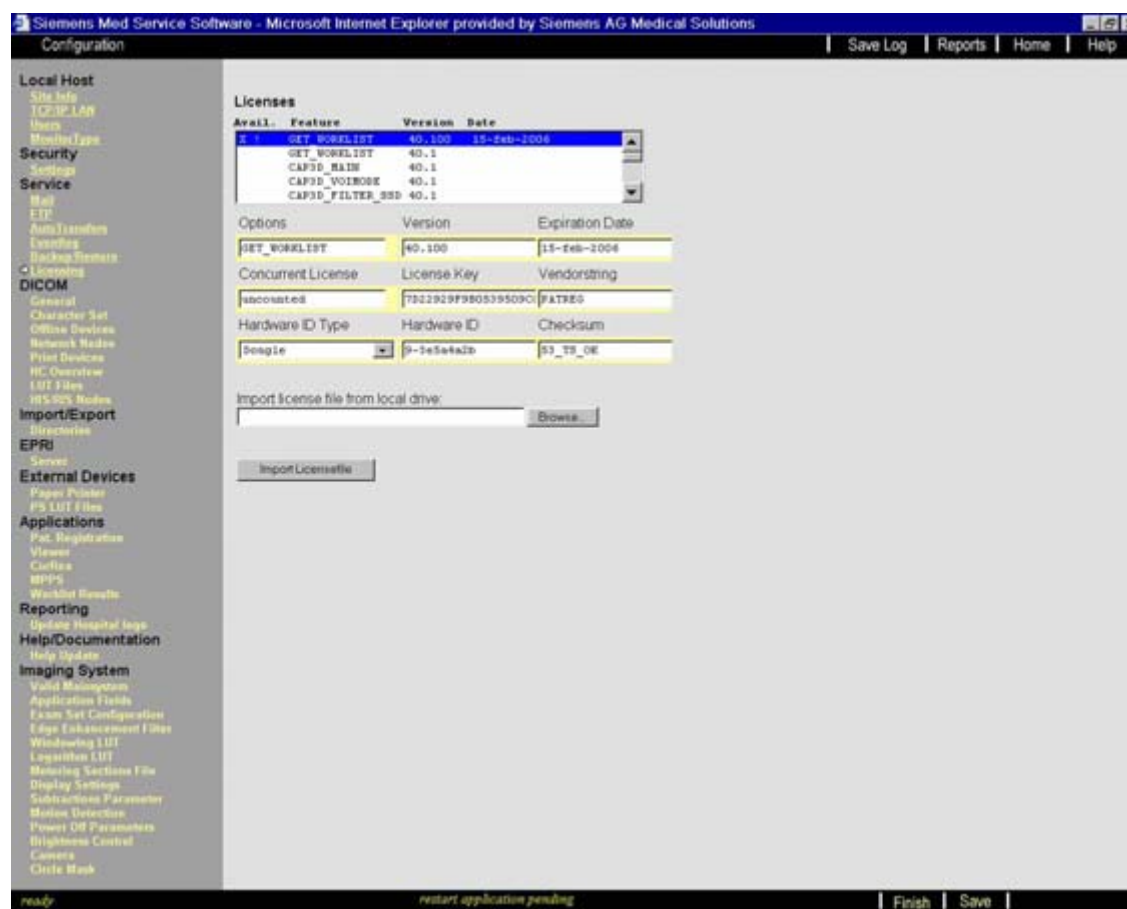 Siemens Med Service Software - Microsoft Internet Explorer provided by Siemens AG Medical Solutions
Configuration
Save Log
Reports
Home
Help
Local Host
Site Info
TCP/IP LAN
Users
MonitorType
Security
Settings
Service
Mail
FTP
AutoTransfers
Eventlog
Backup/Restore
Licensing
DICOM
General
Character Set
Offline Devices
Network Nodes
Print Devices
HC Overview
LUT Files
HIS/RIS Nodes
Import/Export
Directories
EPRI
Server
External Devices
Paper Printer
PS LUT Files
Applications
Pat. Registration
Viewer
MPPS
Worklist Results
Reporting
Update Hospital logo
Help/Documentation
Help Update
Imaging System
Valid Mainsystem
Application Fields
Exam Set Configuration
Edge Enhancement Filter
Windowing LUT
Logarithm LUT
Metering Sections File
Display Settings
Subtractions Parameter
Motion Detection
Power Off Parameters
Brightness Control
Camera
Circle Mask
Licenses
Avail. Feature Version Date
X ! GET_WORKLIST 40.100 15-feb-2006
GET_WORKLIST 40.1
CAP3D_MAIN 40.1
CAP3D_VOIMODE 40.1
CAP3D_FILTER_SSD 40.1
Options Version Expiration Date
GET_WORKLIST 40.100 15-feb-2006
Concurrent License License Key Vendorstring
uncounted PATREG
Hardware ID Type Hardware ID Checksum
Dongle 9-5e5a4a2b S3_TS_OK
Import license file from local drive:
Browse...
Import Licensefile
ready
restart application pending
Finish
Save